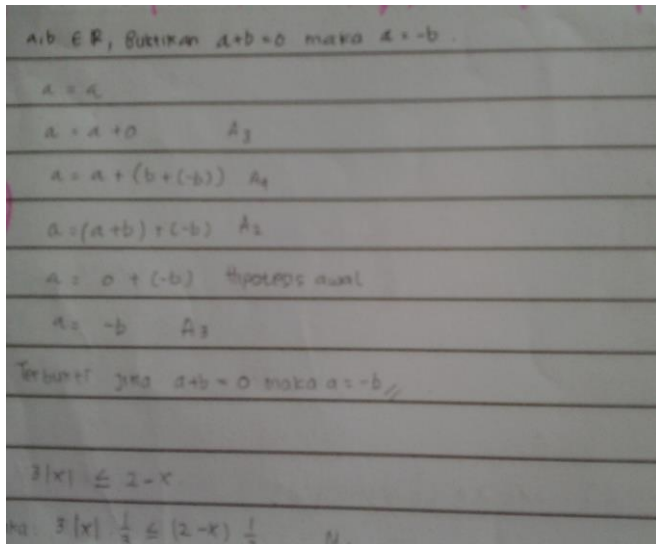 a,b ∈ R, Buktikan a+b=0 maka a = -b.
a = a
a = a + 0 A3
a = a + (b + (-b)) A4
a = (a+b) + (-b) A2
a = 0 + (-b) Hipotesis awal
a = -b A3
Terbukti jika a+b = 0 maka a = -b //
3|x| ≤ 2-x
3|x| 1/3 ≤ (2-x) 1/3